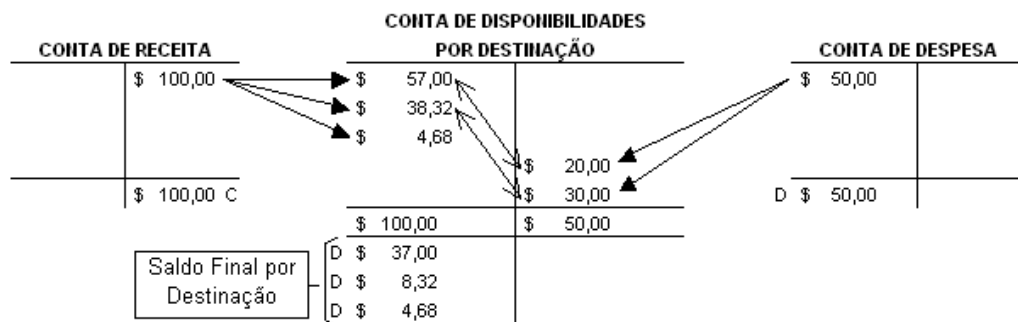 CONTA DE DISPONIBILIDADES
CONTA DE RECEITA POR DESTINAÇÃO CONTA DE DESPESA
$ 100,00 $ 57,00 $ 50,00
$ 38,32
$ 4,68
$ 20,00
$ 100,00 C $ 30,00 D $ 50,00
$ 100,00 $ 50,00
D $ 37,00
Saldo Final por
Destinação
D $ 8,32
D $ 4,68